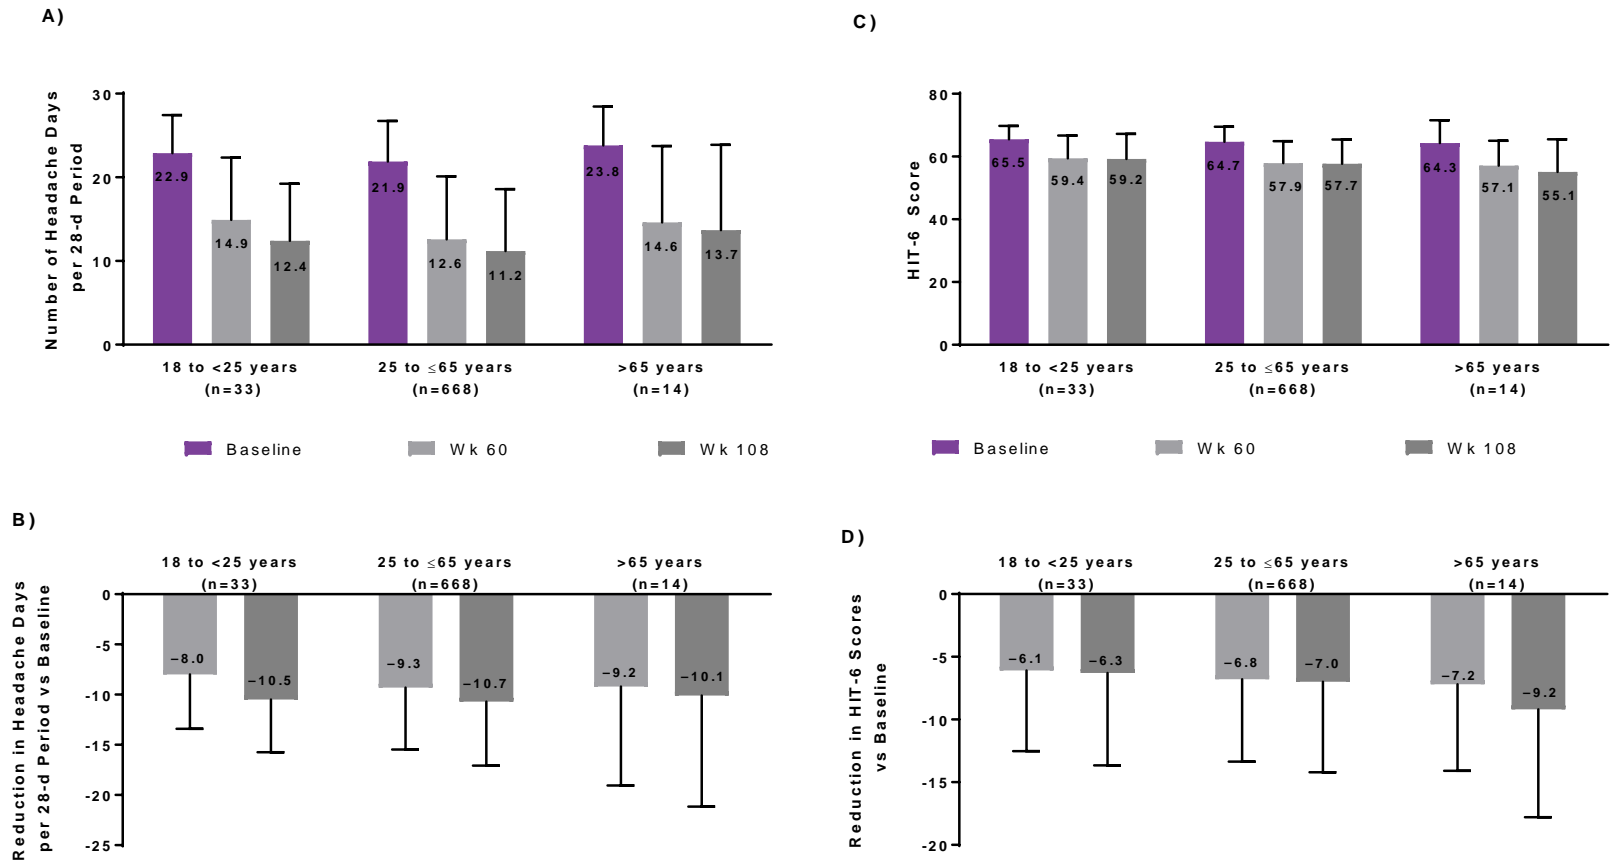 A)
Number of Headache Days
per 28-d Period
30
20
10
0
22.9
14.9
12.4
21.9
12.6
11.2
23.8
14.6
13.7
18 to <25 years
(n=33)
25 to ≤65 years
(n=668)
>65 years
(n=14)
Baseline
Wk 60
Wk 108
C)
HIT-6 Score
80
60
40
20
0
65.5
59.4
59.2
64.7
57.9
57.7
64.3
57.1
55.1
18 to <25 years
(n=33)
25 to ≤65 years
(n=668)
>65 years
(n=14)
Baseline
Wk 60
Wk 108
B)
Reduction in Headache Days
per 28-d Period vs Baseline
18 to <25 years
(n=33)
25 to ≤65 years
(n=668)
>65 years
(n=14)
0
-5
-10
-15
-20
-25
−8.0
−10.5
−9.3
−10.7
−9.2
−10.1
D)
Reduction in HIT-6 Scores
vs Baseline
18 to <25 years
(n=33)
25 to ≤65 years
(n=668)
>65 years
(n=14)
0
-5
-10
-15
-20
−6.1
−6.3
−6.8
−7.0
−7.2
−9.2